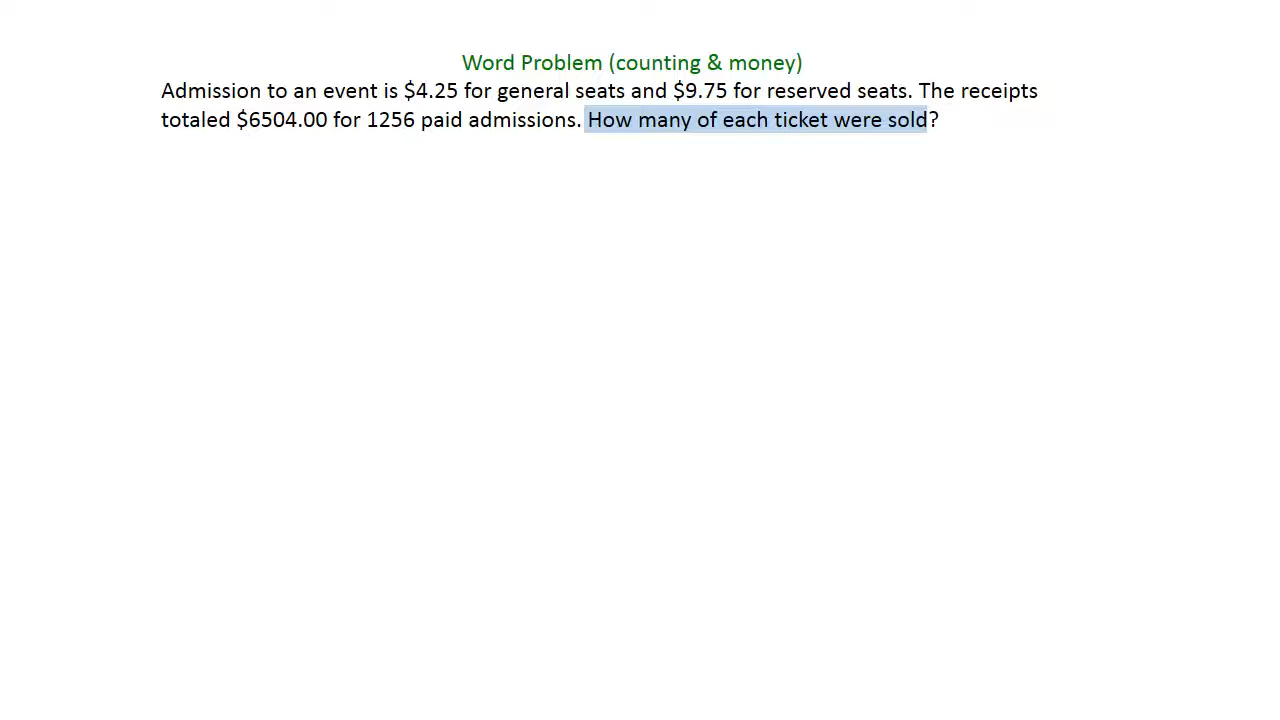 Word Problem (counting & money)
Admission to an event is $4.25 for general seats and $9.75 for reserved seats. The receipts
totaled $6504.00 for 1256 paid admissions. How many of each ticket were sold?